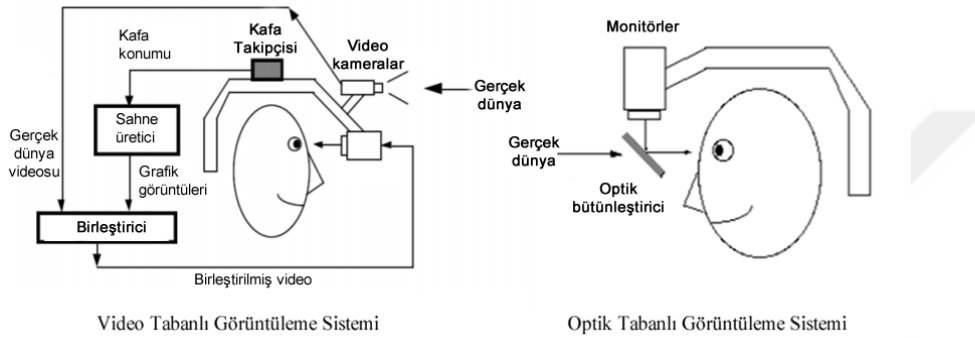 Kafa
konumu
Kafa
Takipçisi
Video
kameralar
Gerçek
dünya
Sahne
üretici
Gerçek
dünya
videosu
Grafik
görüntüleri
Birleştirici
Birleştirilmiş video
Video Tabanlı Görüntüleme Sistemi
Monitörler
Gerçek
dünya
Optik
bütünleştirici
Optik Tabanlı Görüntüleme Sistemi